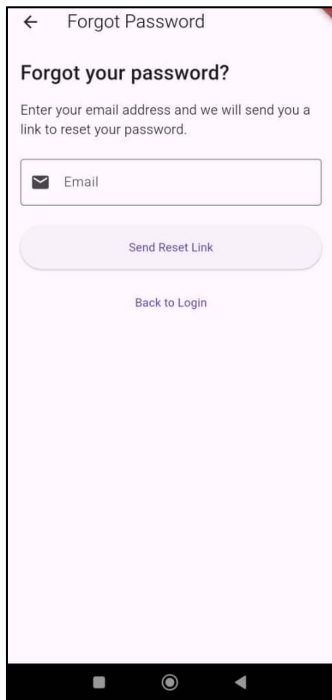 Forgot Password
Forgot your password?
Enter your email address and we will send you a
link to reset your password.
Email
Send Reset Link
Back to Login